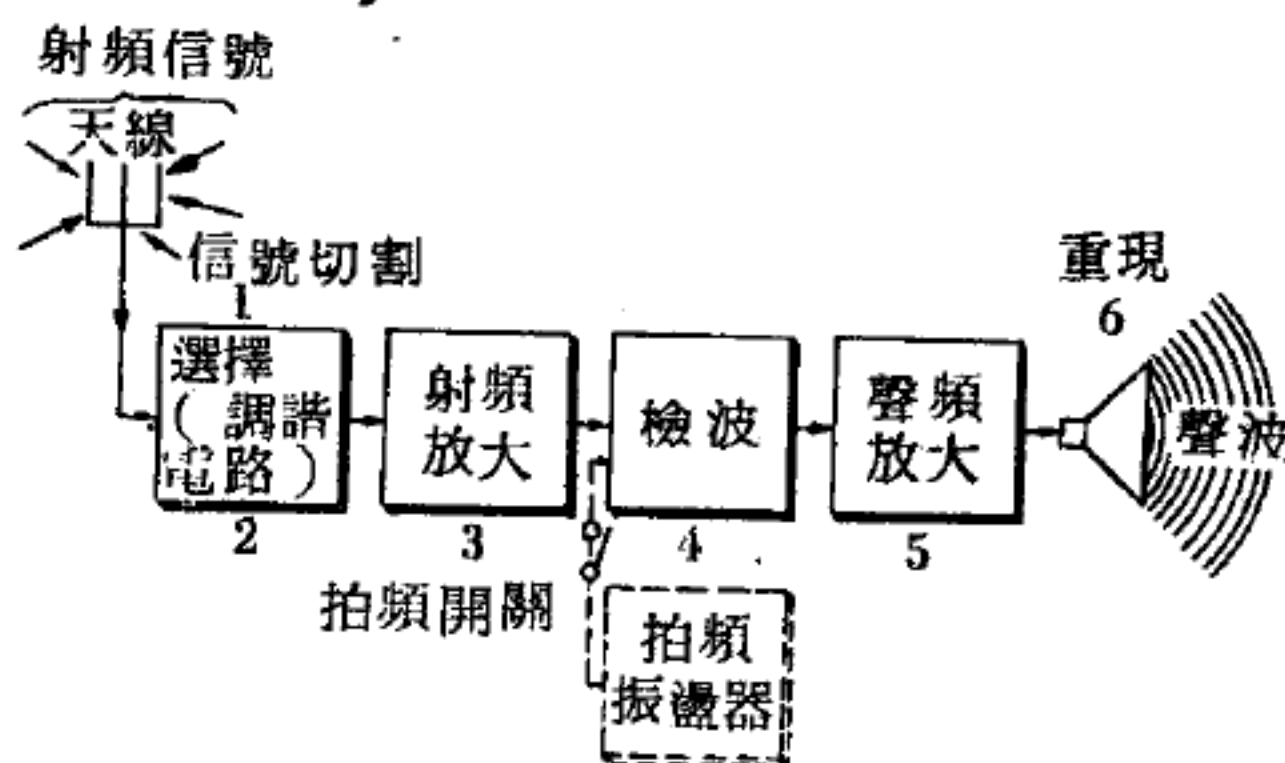 射頻信號
天線
信號切割
1
選擇
（調諧
電路）
2
射頻
放大
3
檢波
4
聲頻
放大
5
重現
6
聲波
拍頻開關
拍頻
振盪器